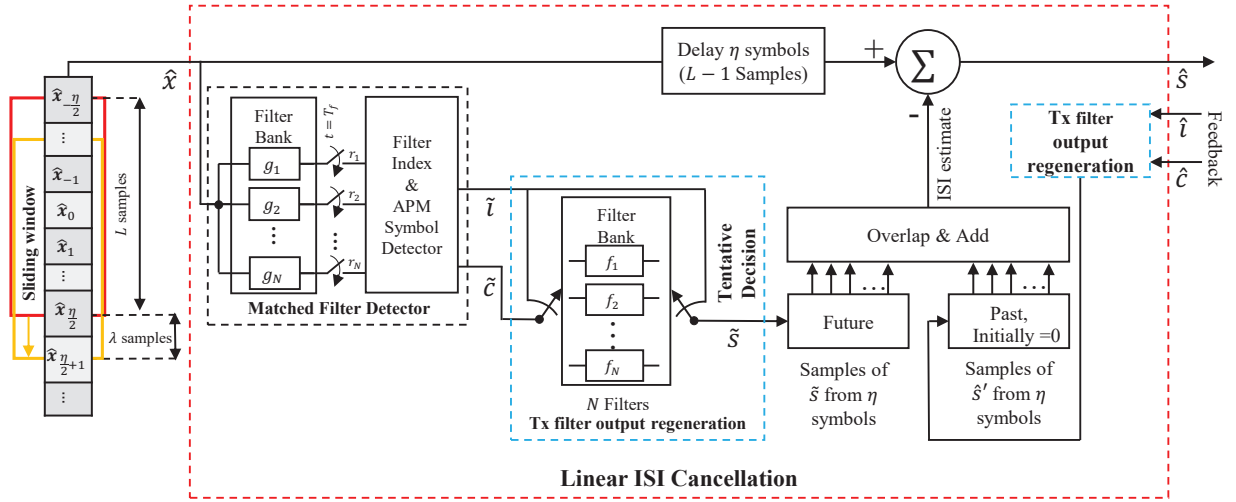 x̂
Delay η symbols
(L − 1 Samples)
+
Σ
-
ŝ
x̂_{-η/2}
⋮
x̂_{-1}
x̂_0
x̂_1
⋮
x̂_{η/2}
x̂_{η/2+1}
⋮
Sliding window
L samples
λ samples
Filter
Bank
g_1
g_2
⋮
g_N
t = T_f
r_1
r_2
⋮
r_N
Filter
Index
&
APM
Symbol
Detector
Matched Filter Detector
ĩ
c̃
Filter
Bank
f_1
f_2
⋮
f_N
N Filters
Tx filter output regeneration
Tentative
Decision
s̃
ISI estimate
Overlap & Add
...
...
Future
Past,
Initially =0
Samples of
s̃ from η
symbols
Samples of
ŝ′ from η
symbols
Tx filter
output
regeneration
î
ĉ
Feedback
Linear ISI Cancellation